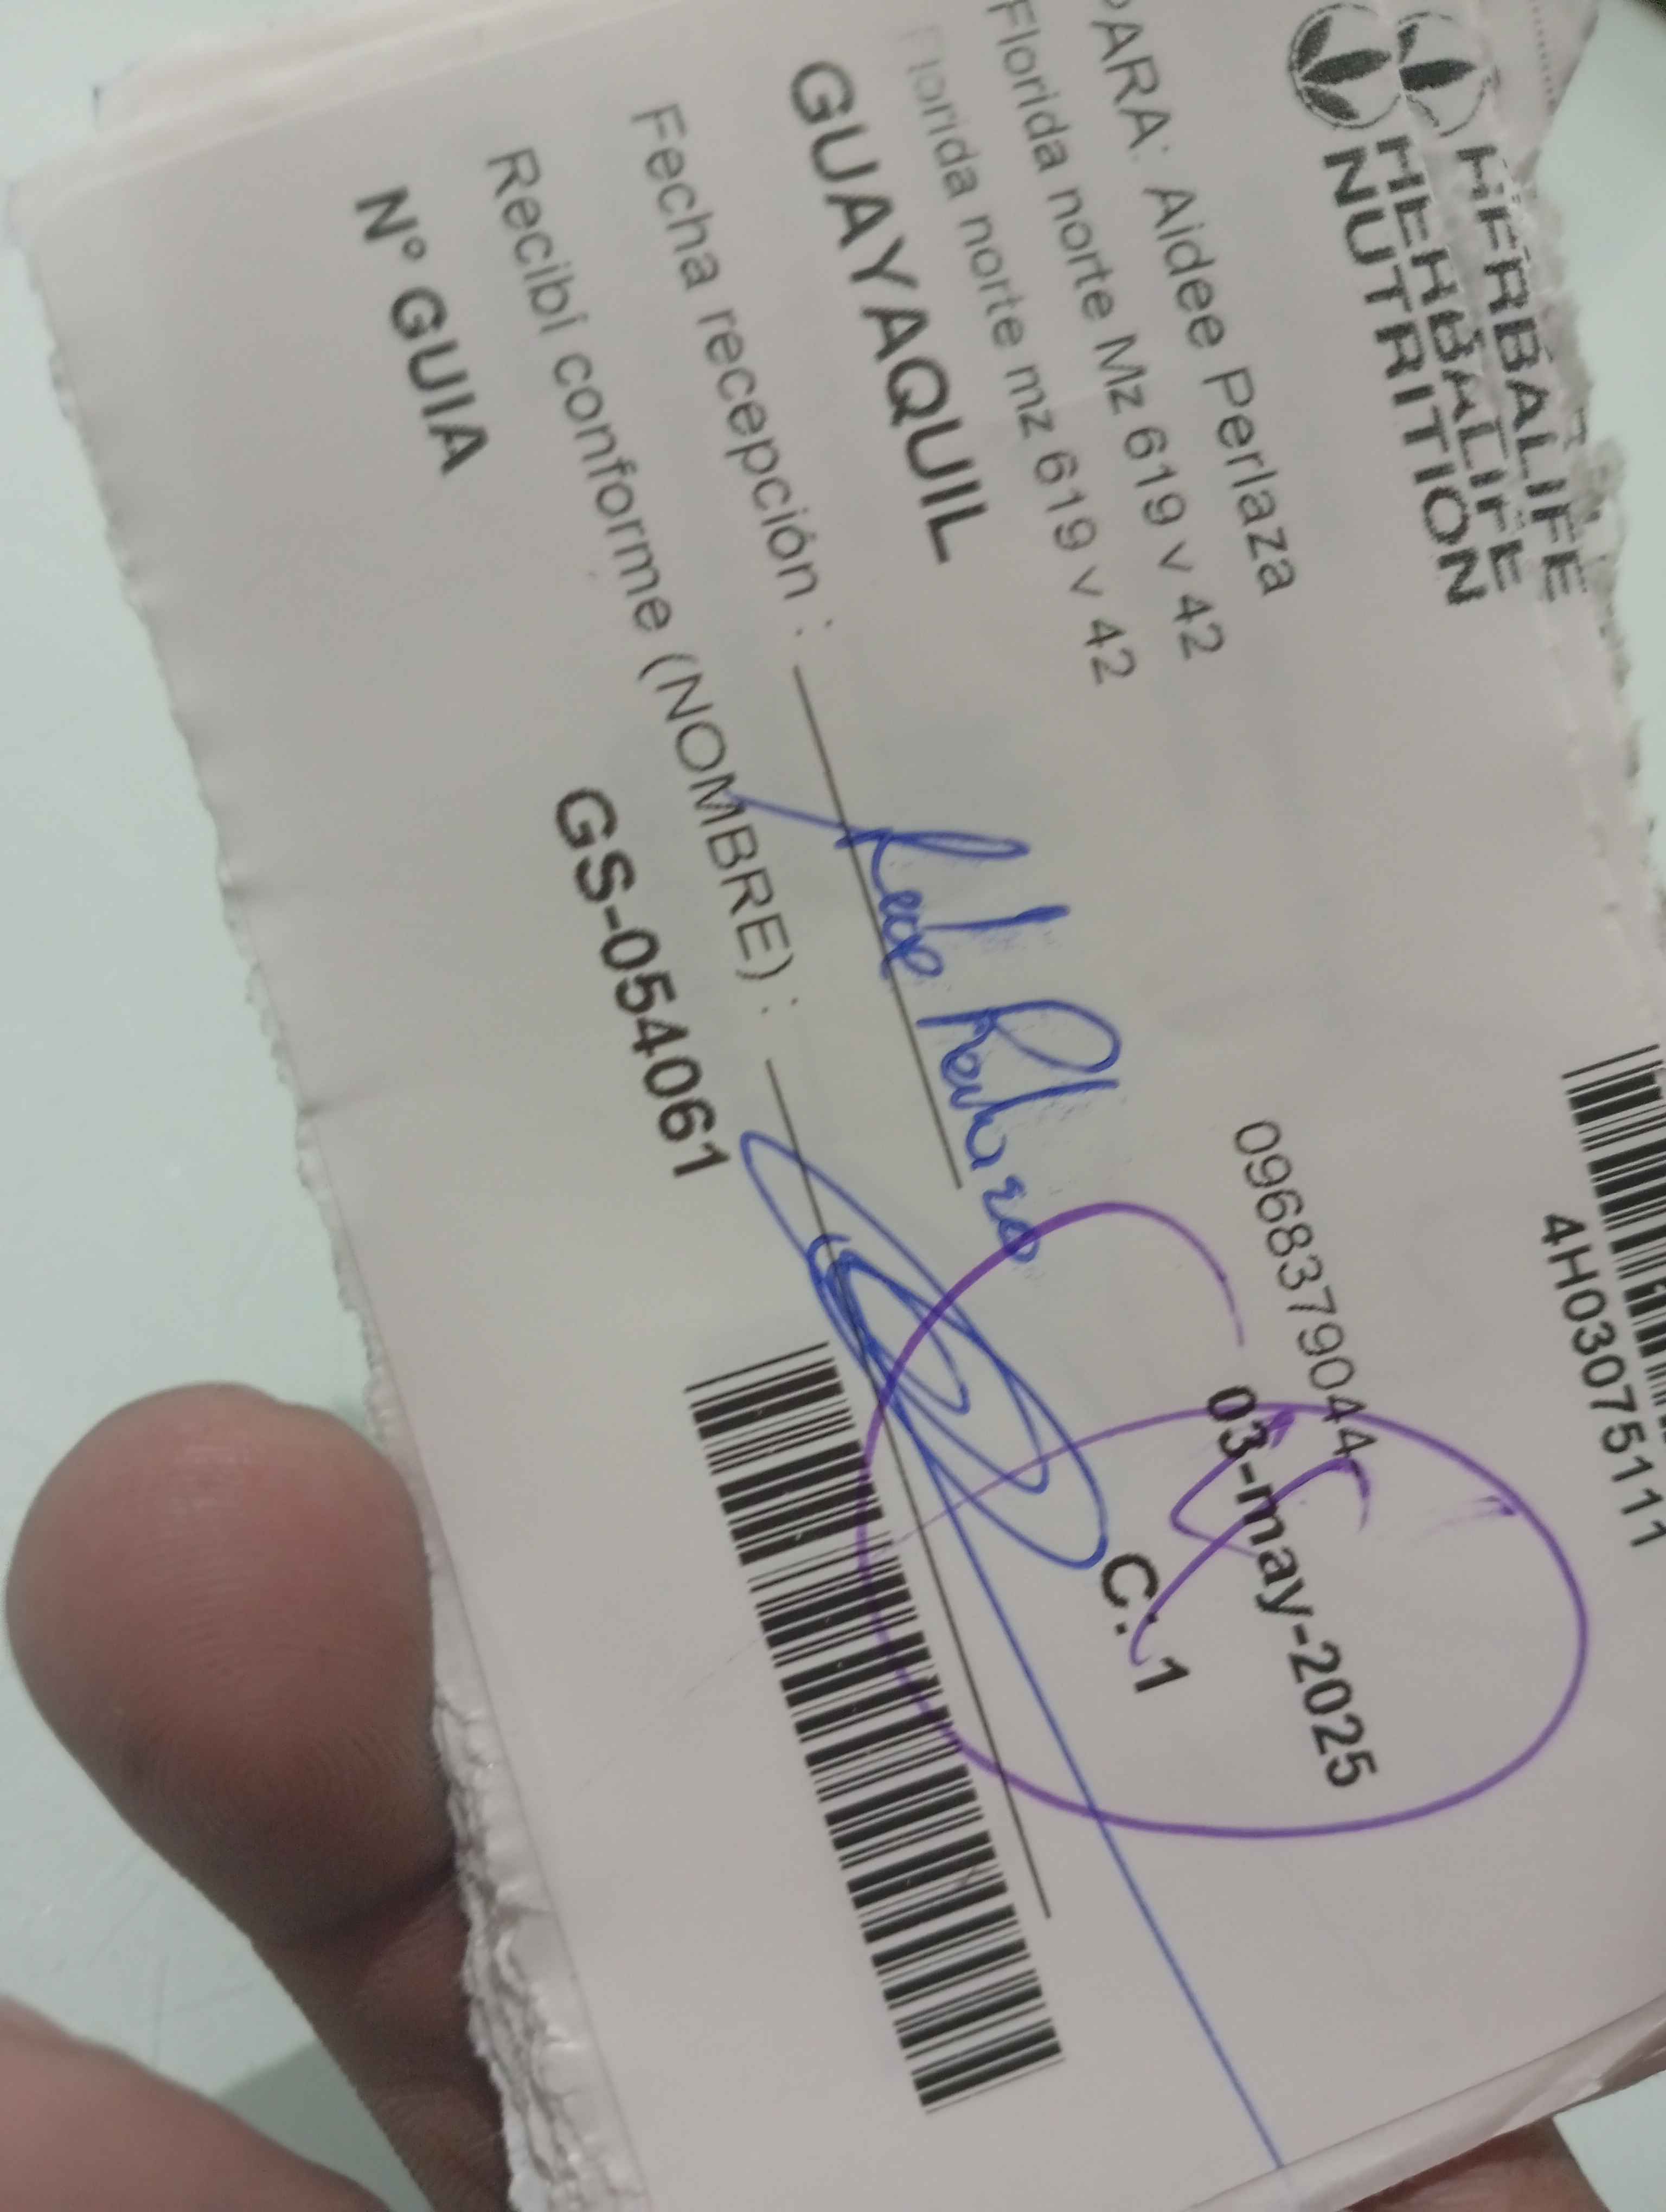 HERBALIFE
HERBALIFE
NUTRITION
4H03075111
PARA: Aidee Perlaza
0968379044
Florida norte Mz 619 v 42
Florida norte mz 619 v 42
03-may-2025
GUAYAQUIL
C: 1
Fecha recepción :
Recibí conforme (NOMBRE) :
N° GUIA
GS-054061